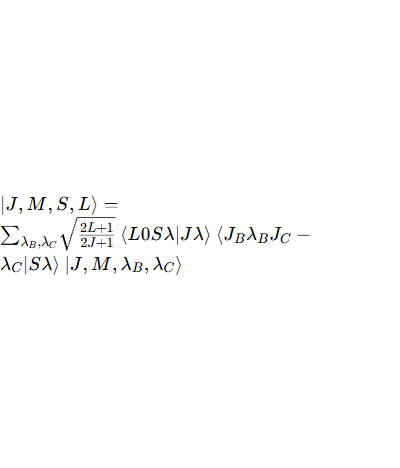 |J, M, S, L⟩ =
∑_{λ_B,λ_C} √(2L+1 / 2J+1) ⟨L0Sλ|Jλ⟩ ⟨J_Bλ_BJ_C −
λ_C|Sλ⟩ |J, M, λ_B, λ_C⟩